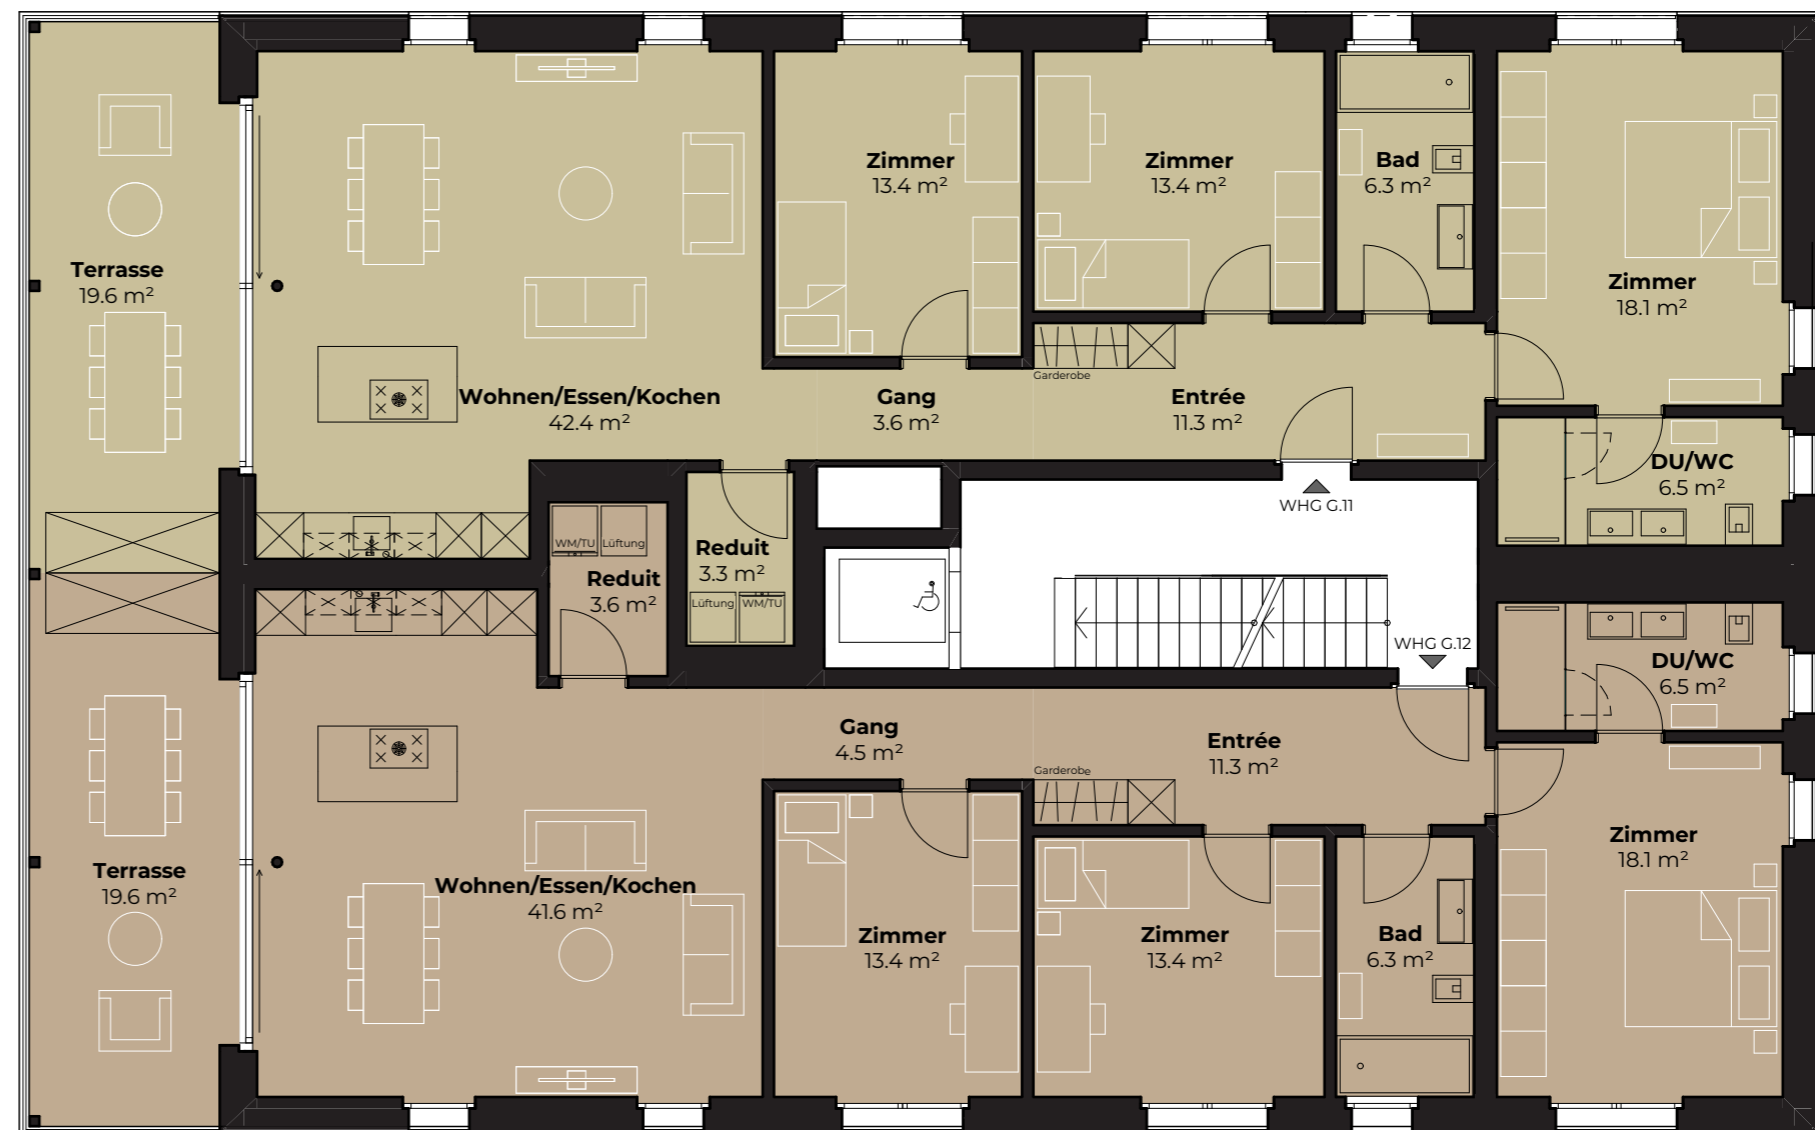 Zimmer
13.4 m²
Zimmer
13.4 m²
Bad
6.3 m²
Terrasse
19.6 m²
Zimmer
18.1 m²
Garderobe
Wohnen/Essen/Kochen
42.4 m²
Gang
3.6 m²
Entrée
11.3 m²
DU/WC
6.5 m²
WHG G.11
WM/TU
Lüftung
Reduit
3.3 m²
Reduit
3.6 m²
Lüftung
WM/TU
WHG G.12
DU/WC
6.5 m²
Gang
4.5 m²
Entrée
11.3 m²
Garderobe
Zimmer
18.1 m²
Terrasse
19.6 m²
Wohnen/Essen/Kochen
41.6 m²
Zimmer
13.4 m²
Zimmer
13.4 m²
Bad
6.3 m²